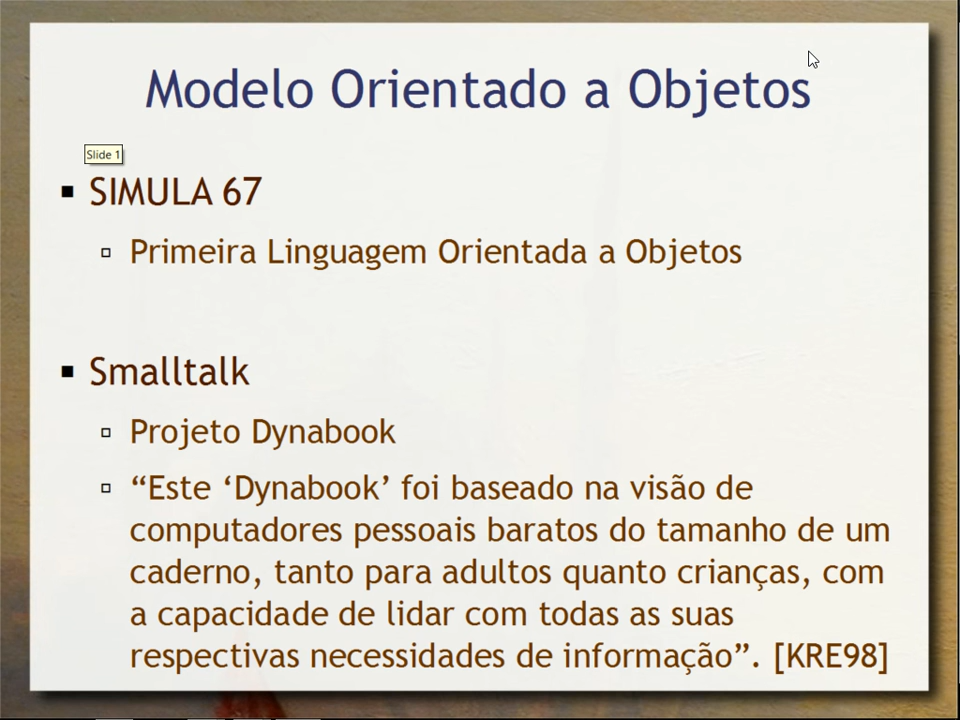 Modelo Orientado a Objetos
Slide 1
SIMULA 67
Primeira Linguagem Orientada a Objetos
Smalltalk
Projeto Dynabook
“Este ‘Dynabook’ foi baseado na visão de
computadores pessoais baratos do tamanho de um
caderno, tanto para adultos quanto crianças, com
a capacidade de lidar com todas as suas
respectivas necessidades de informação”. [KRE98]